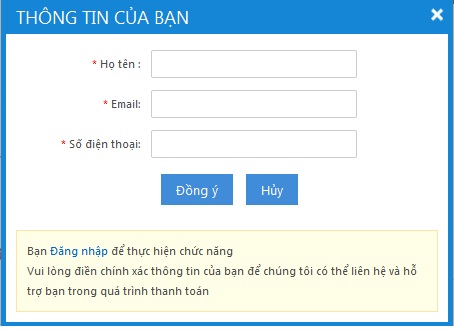 THÔNG TIN CỦA BẠN
* Họ tên :
* Email:
* Số điện thoại:
Đồng ý Hủy
Bạn Đăng nhập để thực hiện chức năng
Vui lòng điền chính xác thông tin của bạn để chúng tôi có thể liên hệ và hỗ
trợ bạn trong quá trình thanh toán